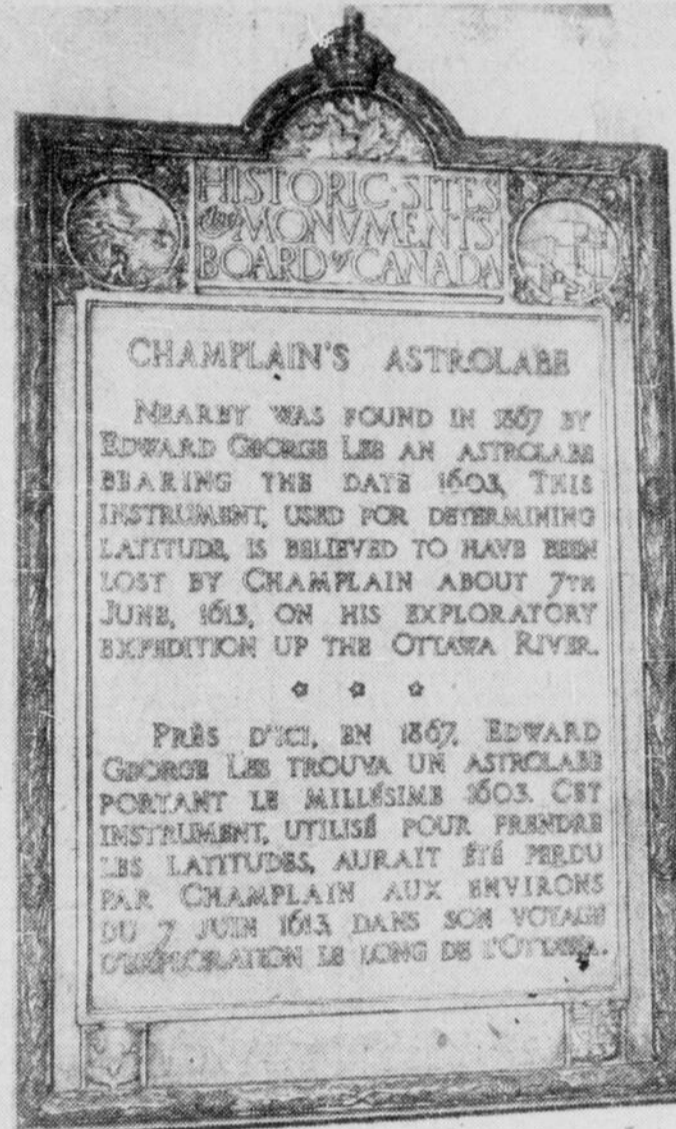 HISTORIC·SITES
and MONVMENTS
BOARD of CANADA
CHAMPLAIN'S ASTROLABE
NEARBY WAS FOUND IN 1867 BY
EDWARD GEORGE LEE AN ASTROLABE
BEARING THE DATE 1603, THIS
INSTRUMENT, USED FOR DETERMINING
LATITUDE, IS BELIEVED TO HAVE BEEN
LOST BY CHAMPLAIN ABOUT 7TH
JUNE, 1613, ON HIS EXPLORATORY
EXPEDITION UP THE OTTAWA RIVER.
PRÈS D'ICI, EN 1867, EDWARD
GEORGE LEE TROUVA UN ASTROLABE
PORTANT LE MILLÉSIME 1603. CET
INSTRUMENT, UTILISÉ POUR PRENDRE
LES LATITUDES, AURAIT ÉTÉ PERDU
PAR CHAMPLAIN AUX ENVIRONS
DU 7 JUIN 1613, DANS SON VOYAGE
D'EXPLORATION LE LONG DE L'OTTAWA.